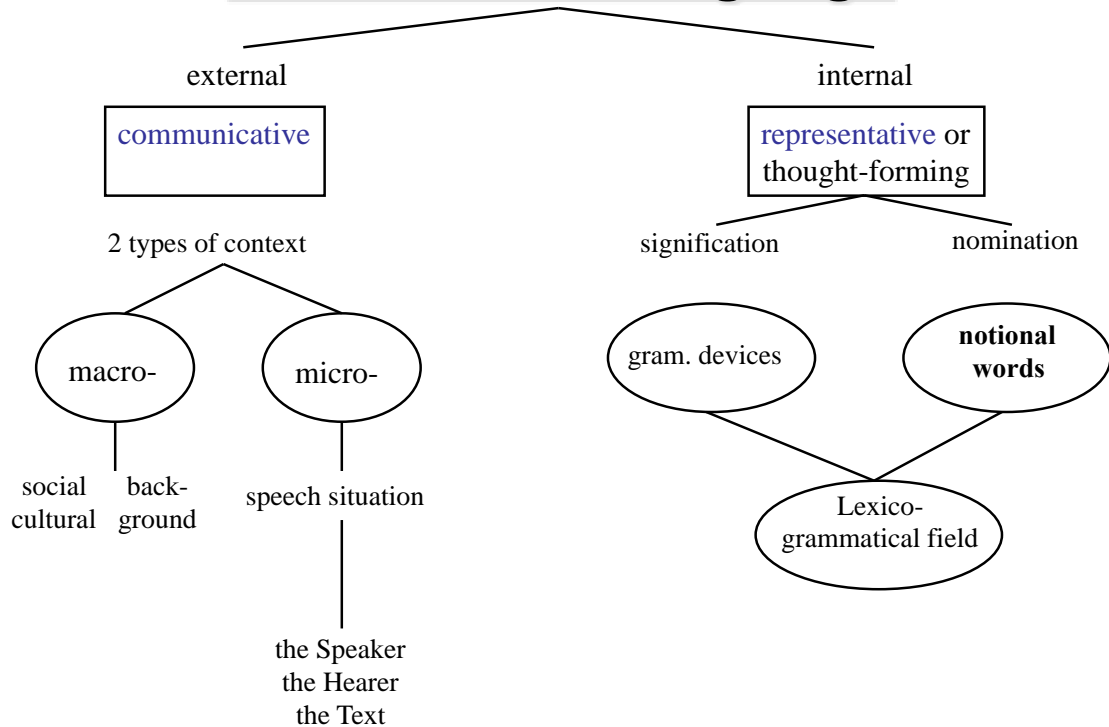 external
communicative
2 types of context
macro-
micro-
social
cultural
back-
ground
speech situation
the Speaker
the Hearer
the Text
internal
representative or
thought-forming
signification
nomination
gram. devices
notional
words
Lexico-
grammatical field